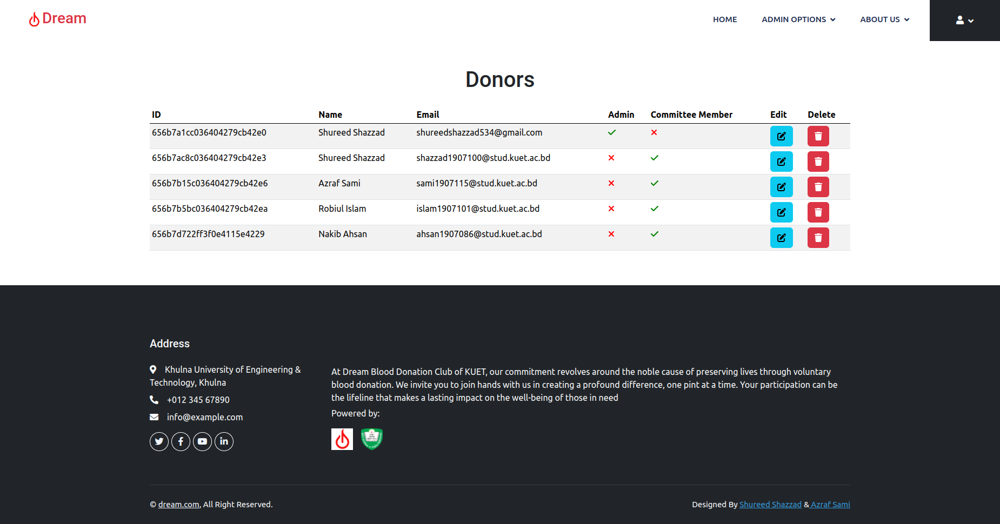 Dream
HOME ADMIN OPTIONS ABOUT US
Donors
ID Name Email Admin Committee Member Edit Delete
656b7a1cc036404279cb42e0 Shureed Shazzad shureedshazzad534@gmail.com
656b7ac8c036404279cb42e3 Shureed Shazzad shazzad1907100@stud.kuet.ac.bd
656b7b15c036404279cb42e6 Azraf Sami sami1907115@stud.kuet.ac.bd
656b7b5bc036404279cb42ea Robiul Islam islam1907101@stud.kuet.ac.bd
656b7d722ff3f0e4115e4229 Nakib Ahsan ahsan1907086@stud.kuet.ac.bd
Address
Khulna University of Engineering &
Technology, Khulna
+012 345 67890
info@example.com
At Dream Blood Donation Club of KUET, our commitment revolves around the noble cause of preserving lives through voluntary
blood donation. We invite you to join hands with us in creating a profound difference, one pint at a time. Your participation can be
the lifeline that makes a lasting impact on the well-being of those in need
Powered by:
© dream.com, All Right Reserved.
Designed By Shureed Shazzad & Azraf Sami